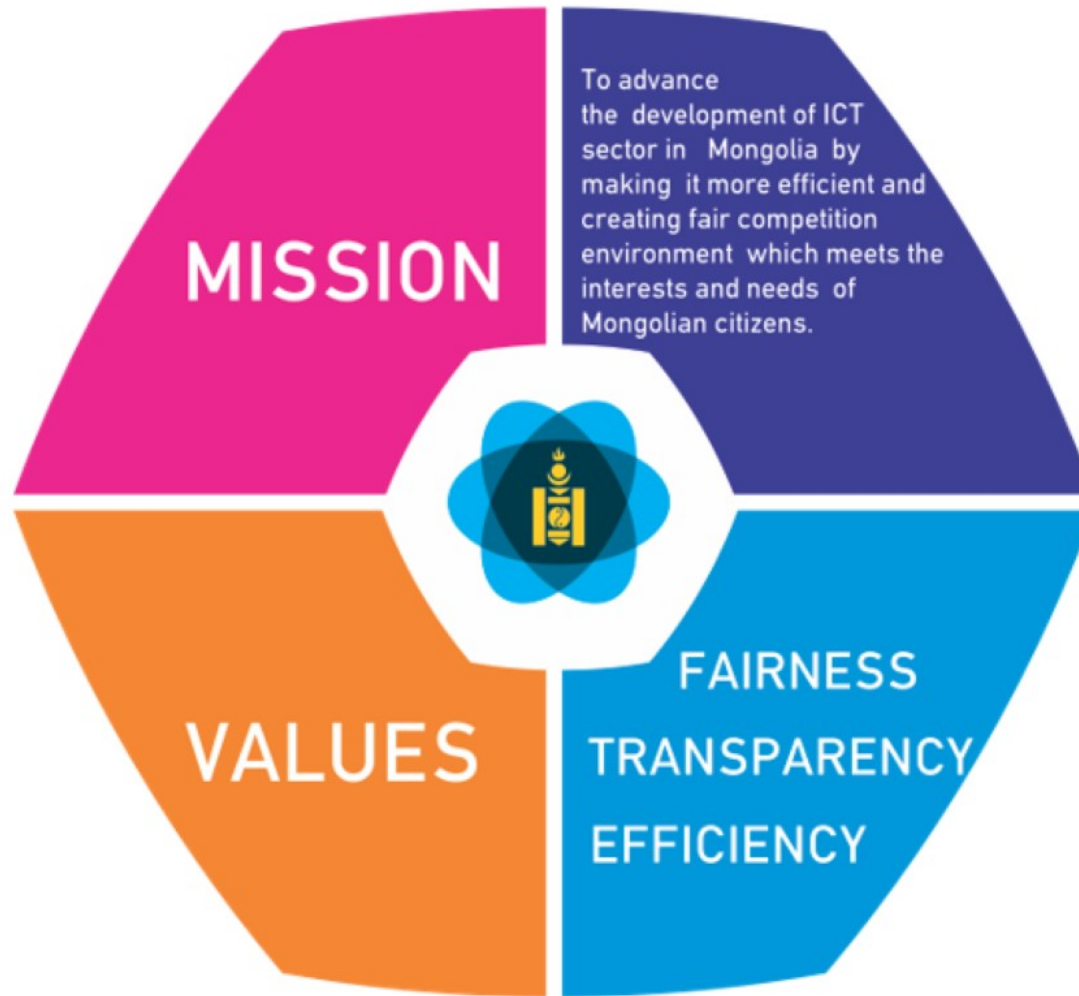 MISSION
To advance
the development of ICT
sector in Mongolia by
making it more efficient and
creating fair competition
environment which meets the
interests and needs of
Mongolian citizens.
VALUES
FAIRNESS
TRANSPARENCY
EFFICIENCY